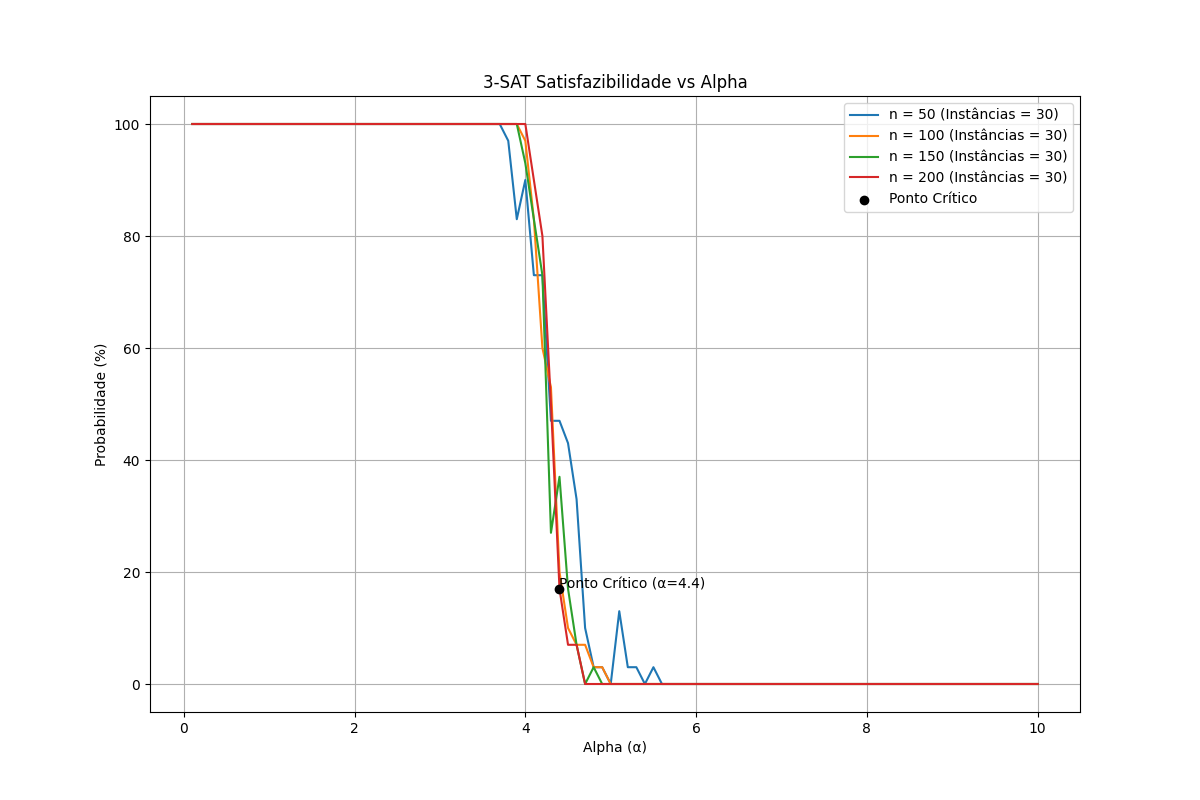 3-SAT Satisfazibilidade vs Alpha
n = 50 (Instâncias = 30)
n = 100 (Instâncias = 30)
n = 150 (Instâncias = 30)
n = 200 (Instâncias = 30)
Ponto Crítico
Probabilidade (%)
100
80
60
40
20
0
Ponto Crítico (α=4.4)
0 2 4 6 8 10
Alpha (α)